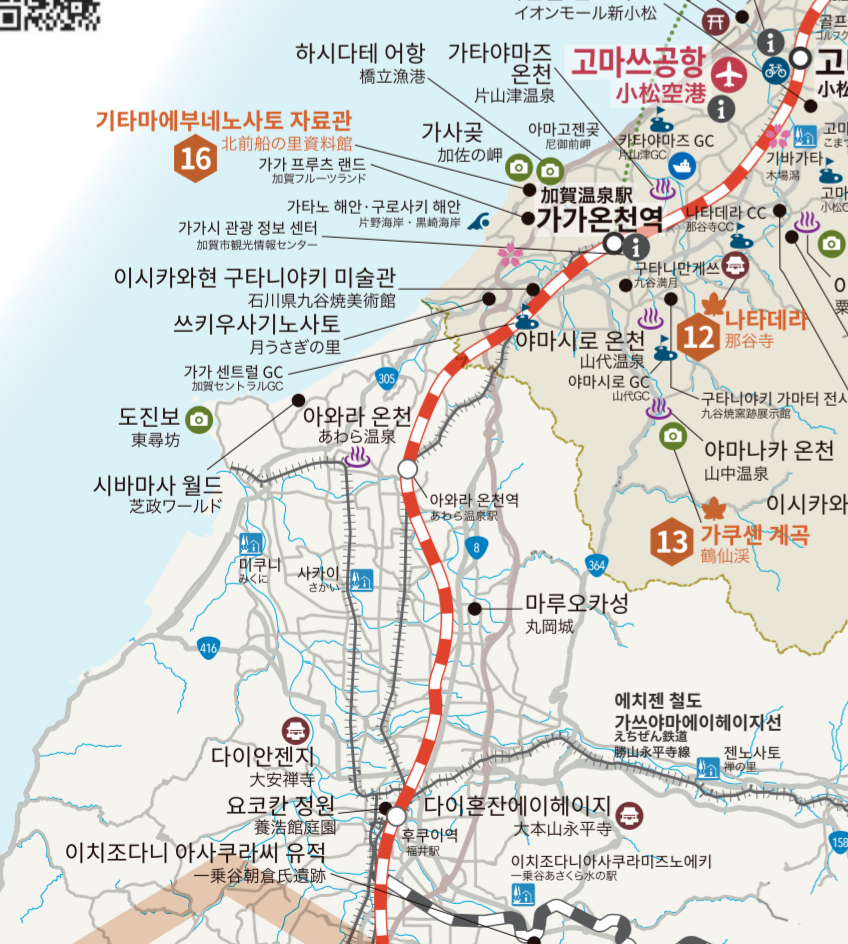 イオンモール新小松
하시다테 어항
橋立漁港
가타야마즈
온천
片山津温泉
고마쓰공항
小松空港
기타마에부네노사토 자료관
16
北前船の里資料館
가사곶
加佐の岬
아마고젠곶
尼御前岬
카타야마즈 GC
片山津GC
기바가타
木場潟
가가 프루츠 랜드
加賀フルーツランド
加賀温泉駅
가가온천역
가타노 해안·구로사키 해안
片野海岸・黒崎海岸
가가시 관광 정보 센터
加賀市観光情報センター
나타데라 CC
那谷寺CC
구타니만게쓰
九谷満月
이시카와현 구타니야키 미술관
石川県九谷焼美術館
쓰키우사기노사토
月うさぎの里
가가 센트럴 GC
加賀セントラルGC
12
나타데라
那谷寺
야마시로 온천
山代温泉
야마시로 GC
山代GC
305
구타니야키 가마터 전시
九谷焼窯跡展示館
도진보
東尋坊
아와라 온천
あわら温泉
야마나카 온천
山中温泉
시바마사 월드
芝政ワールド
아와라 온천역
あわら温泉駅
이시카와
13
가쿠센 계곡
鶴仙渓
8
364
미쿠니
みくに
사카이
さかい
마루오카성
丸岡城
416
에치젠 철도
가쓰야마에이헤이지선
えちぜん鉄道
勝山永平寺線
젠노사토
禅の里
다이안젠지
大安禅寺
요코칸 정원
養浩館庭園
다이혼잔에이헤이지
大本山永平寺
후쿠이역
福井駅
158
이치조다니 아사쿠라씨 유적
一乗谷朝倉氏遺跡
이치조다니아사쿠라미즈노에키
一乗谷あさくら水の駅